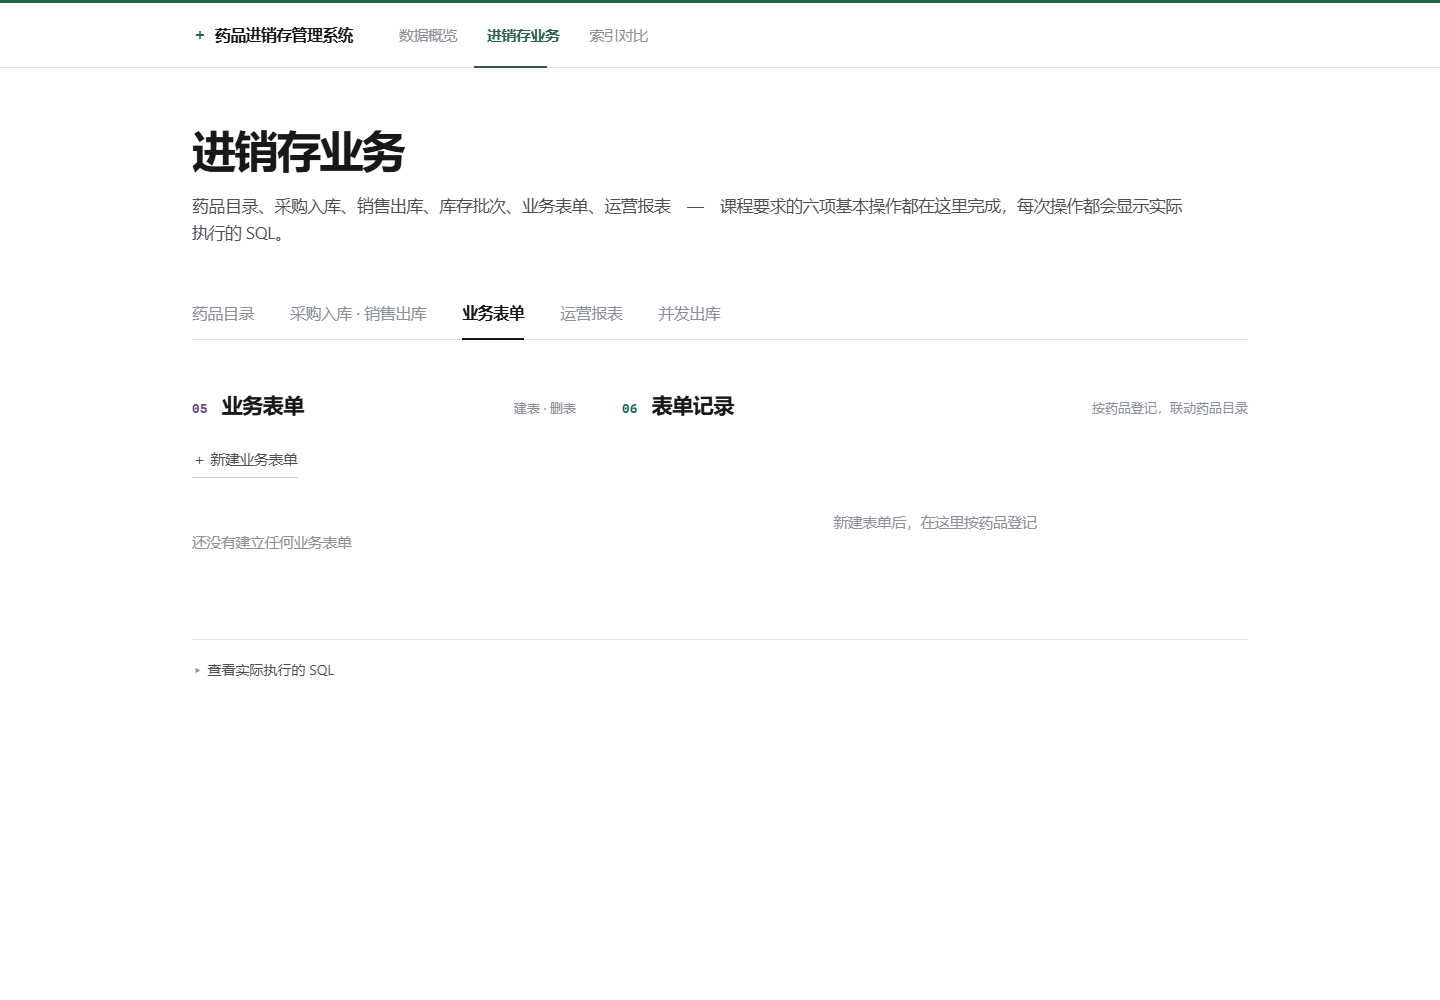 + 药品进销存管理系统 数据概览 进销存业务 索引对比
进销存业务
药品目录、采购入库、销售出库、库存批次、业务表单、运营报表 — 课程要求的六项基本操作都在这里完成，每次操作都会显示实际
执行的 SQL。
药品目录 采购入库 · 销售出库 业务表单 运营报表 并发出库
05 业务表单 建表 · 删表
06 表单记录 按药品登记，联动药品目录
+ 新建业务表单
新建表单后，在这里按药品登记
还没有建立任何业务表单
▸ 查看实际执行的 SQL